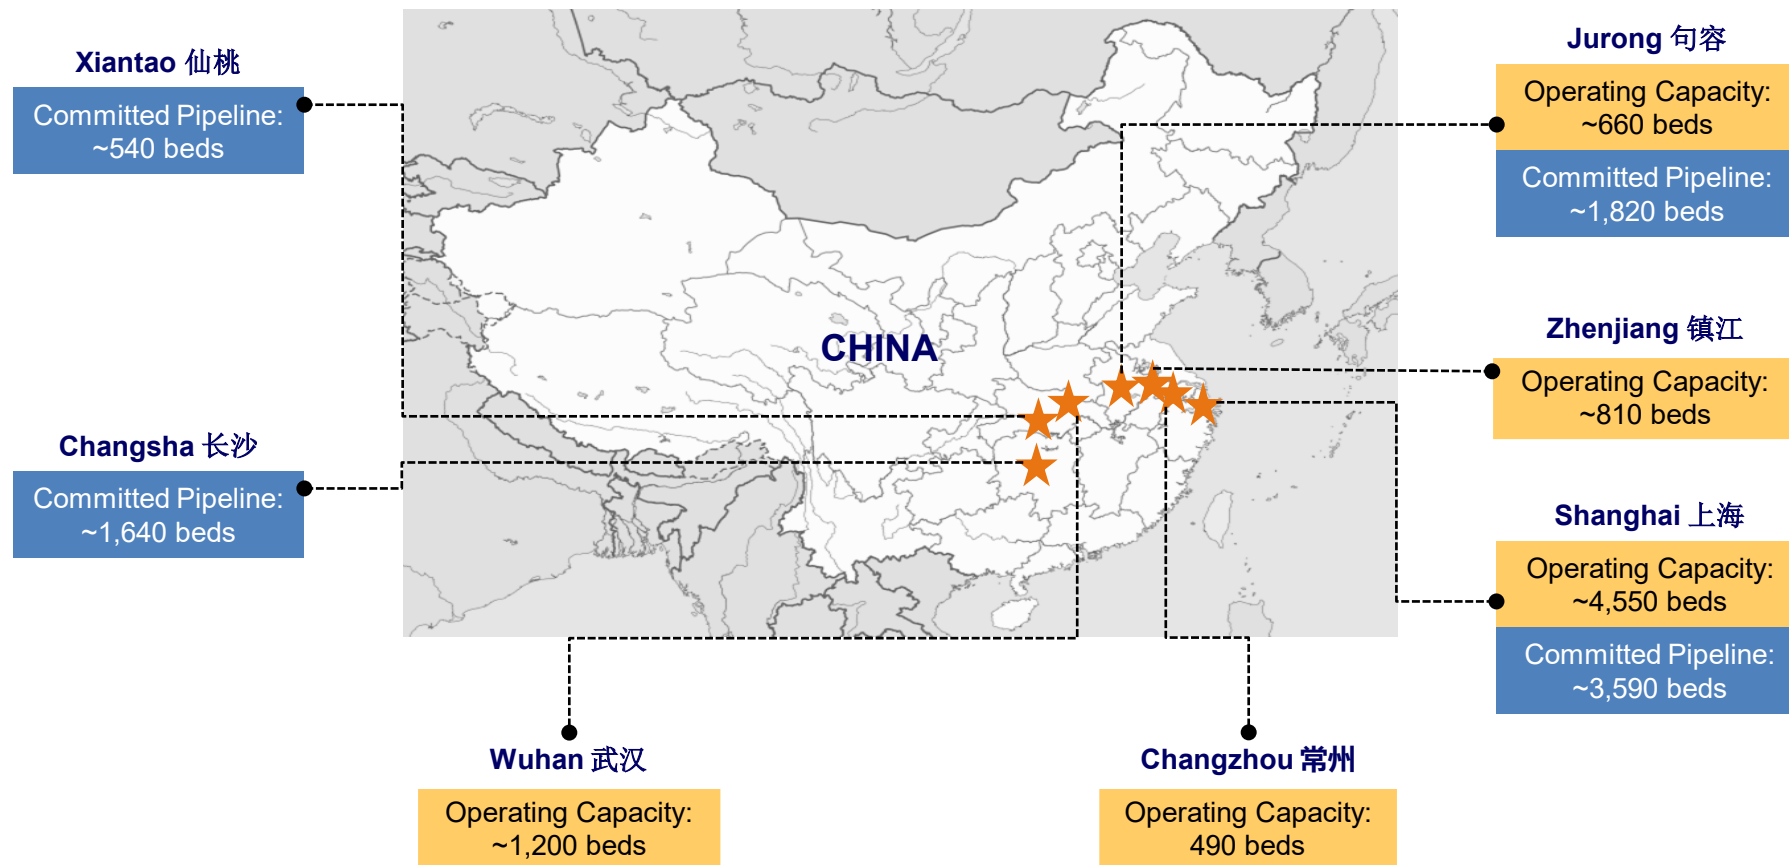 Xiantao 仙桃
Committed Pipeline:
~540 beds
Changsha 长沙
Committed Pipeline:
~1,640 beds
CHINA
Jurong 句容
Operating Capacity:
~660 beds
Committed Pipeline:
~1,820 beds
Zhenjiang 镇江
Operating Capacity:
~810 beds
Shanghai 上海
Operating Capacity:
~4,550 beds
Committed Pipeline:
~3,590 beds
Wuhan 武汉
Operating Capacity:
~1,200 beds
Changzhou 常州
Operating Capacity:
490 beds